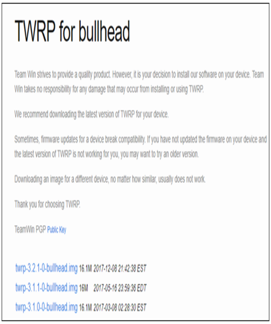 TWRP for bullhead
Team Win strives to provide a quality product. However, it is your decision to install our software on your device. Team
Win takes no responsibility for any damage that may occur from installing or using TWRP.
We recommend downloading the latest version of TWRP for your device.
Sometimes, firmware updates for a device break compatibility. If you have not updated the firmware on your device and
the latest version of TWRP is not working for you, you may want to try an older version.
Downloading an image for a different device, no matter how similar, usually does not work.
Thank you for choosing TWRP.
TeamWin PGP Public Key
twrp-3.2.1-0-bullhead.img 16.1M 2017-12-08 21:42:38 EST
twrp-3.1.1-0-bullhead.img 16M 2017-05-16 23:59:36 EDT
twrp-3.1.0-0-bullhead.img 16.1M 2017-03-08 02:28:30 EST